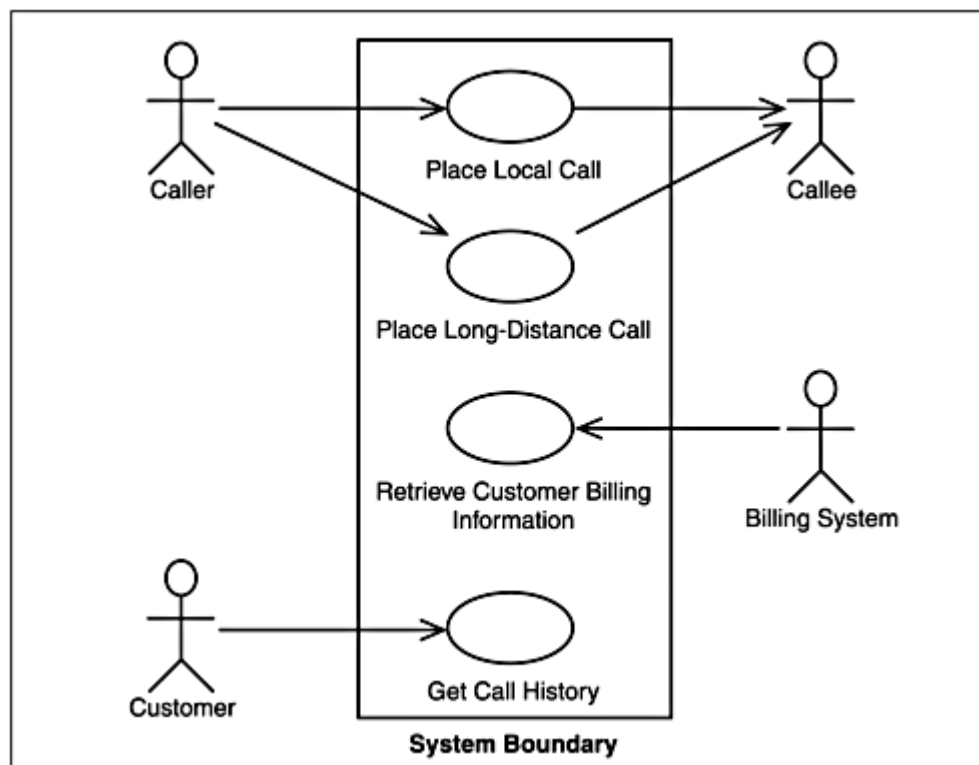 Place Local Call
Caller
Callee
Place Long-Distance Call
Retrieve Customer Billing
Information
Billing System
Get Call History
Customer
System Boundary